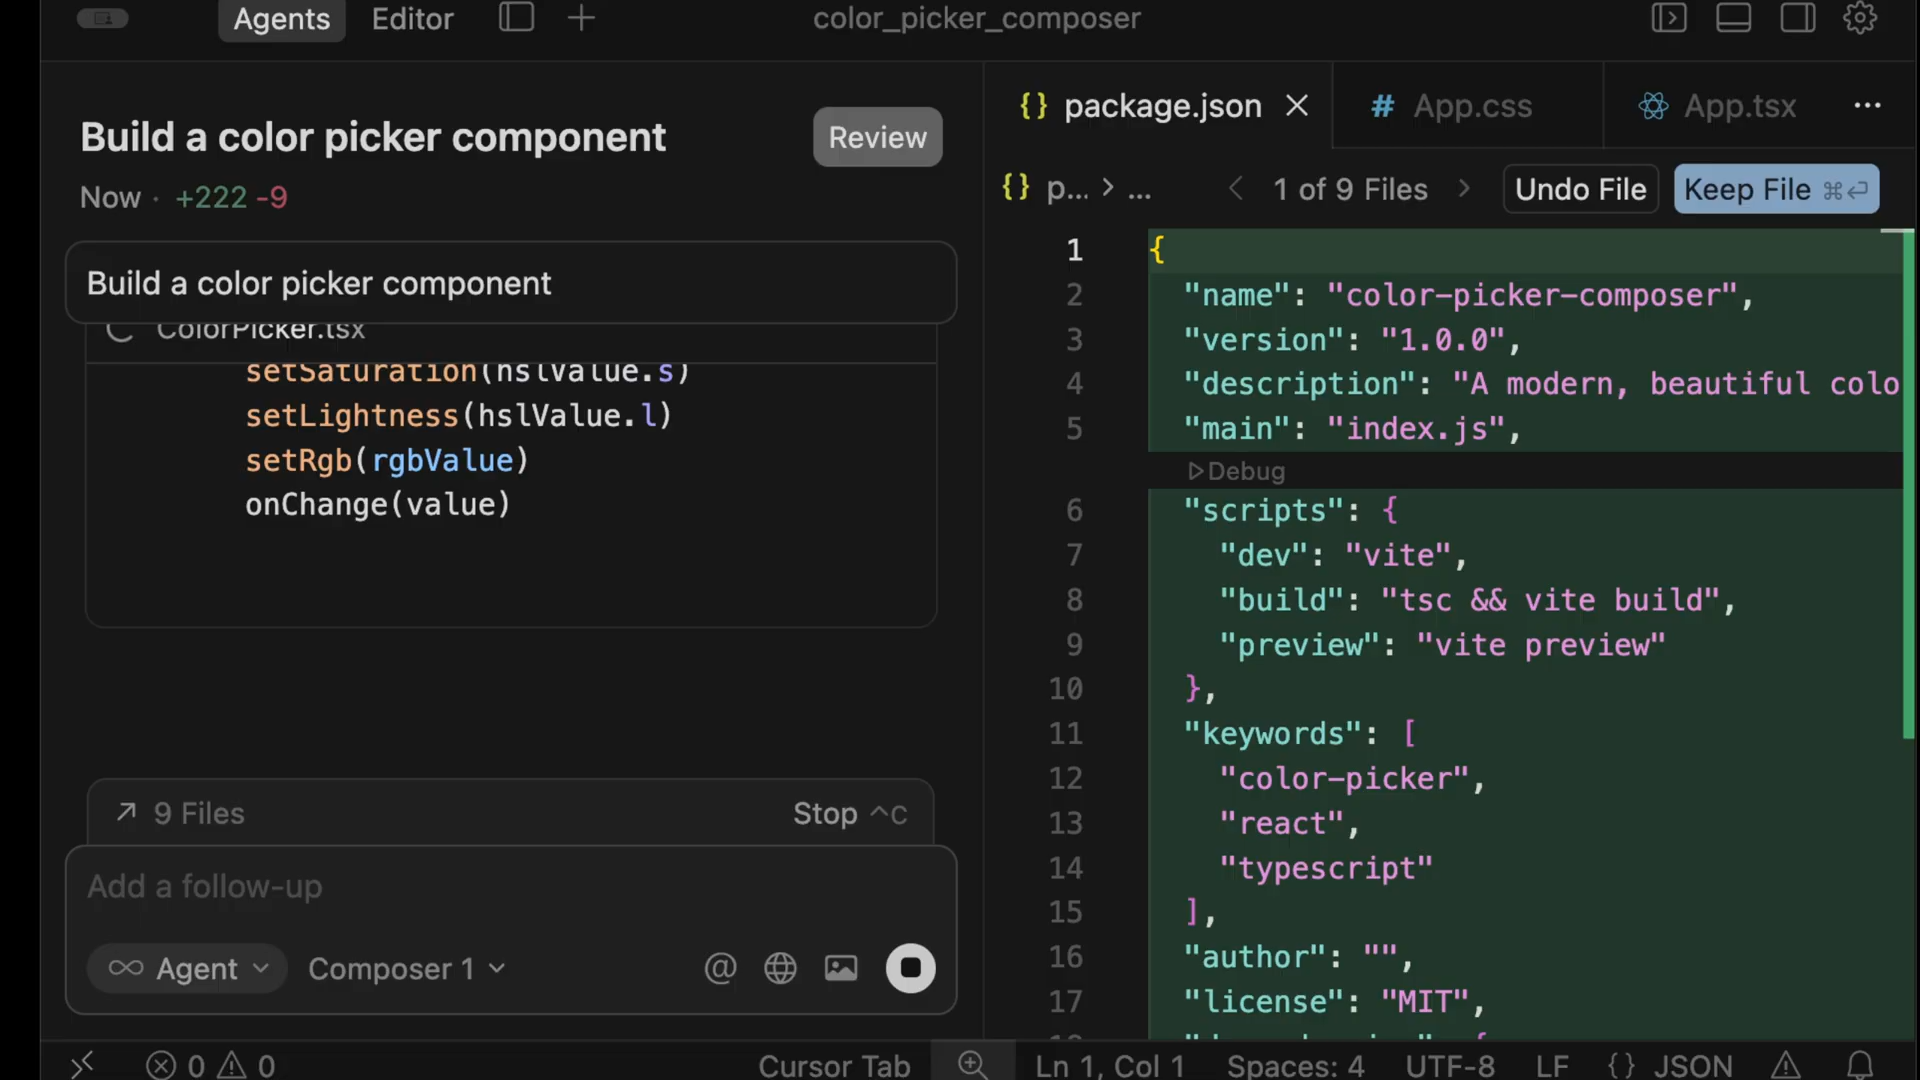 Agents Editor color_picker_composer
Build a color picker component
Review
Now · +222 -9
Build a color picker component
ColorPicker.tsx
setSaturation(hslValue.s)
setLightness(hslValue.l)
setRgb(rgbValue)
onChange(value)
9 Files Stop ^C
Add a follow-up
Agent Composer 1
{} package.json # App.css App.tsx ...
{} p... > ... 1 of 9 Files Undo File Keep File ⌘⏎
1 {
2 "name": "color-picker-composer",
3 "version": "1.0.0",
4 "description": "A modern, beautiful colo
5 "main": "index.js",
Debug
6 "scripts": {
7 "dev": "vite",
8 "build": "tsc && vite build",
9 "preview": "vite preview"
10 },
11 "keywords": [
12 "color-picker",
13 "react",
14 "typescript"
15 ],
16 "author": "",
17 "license": "MIT",
0 0 Cursor Tab Ln 1, Col 1 Spaces: 4 UTF-8 LF {} JSON